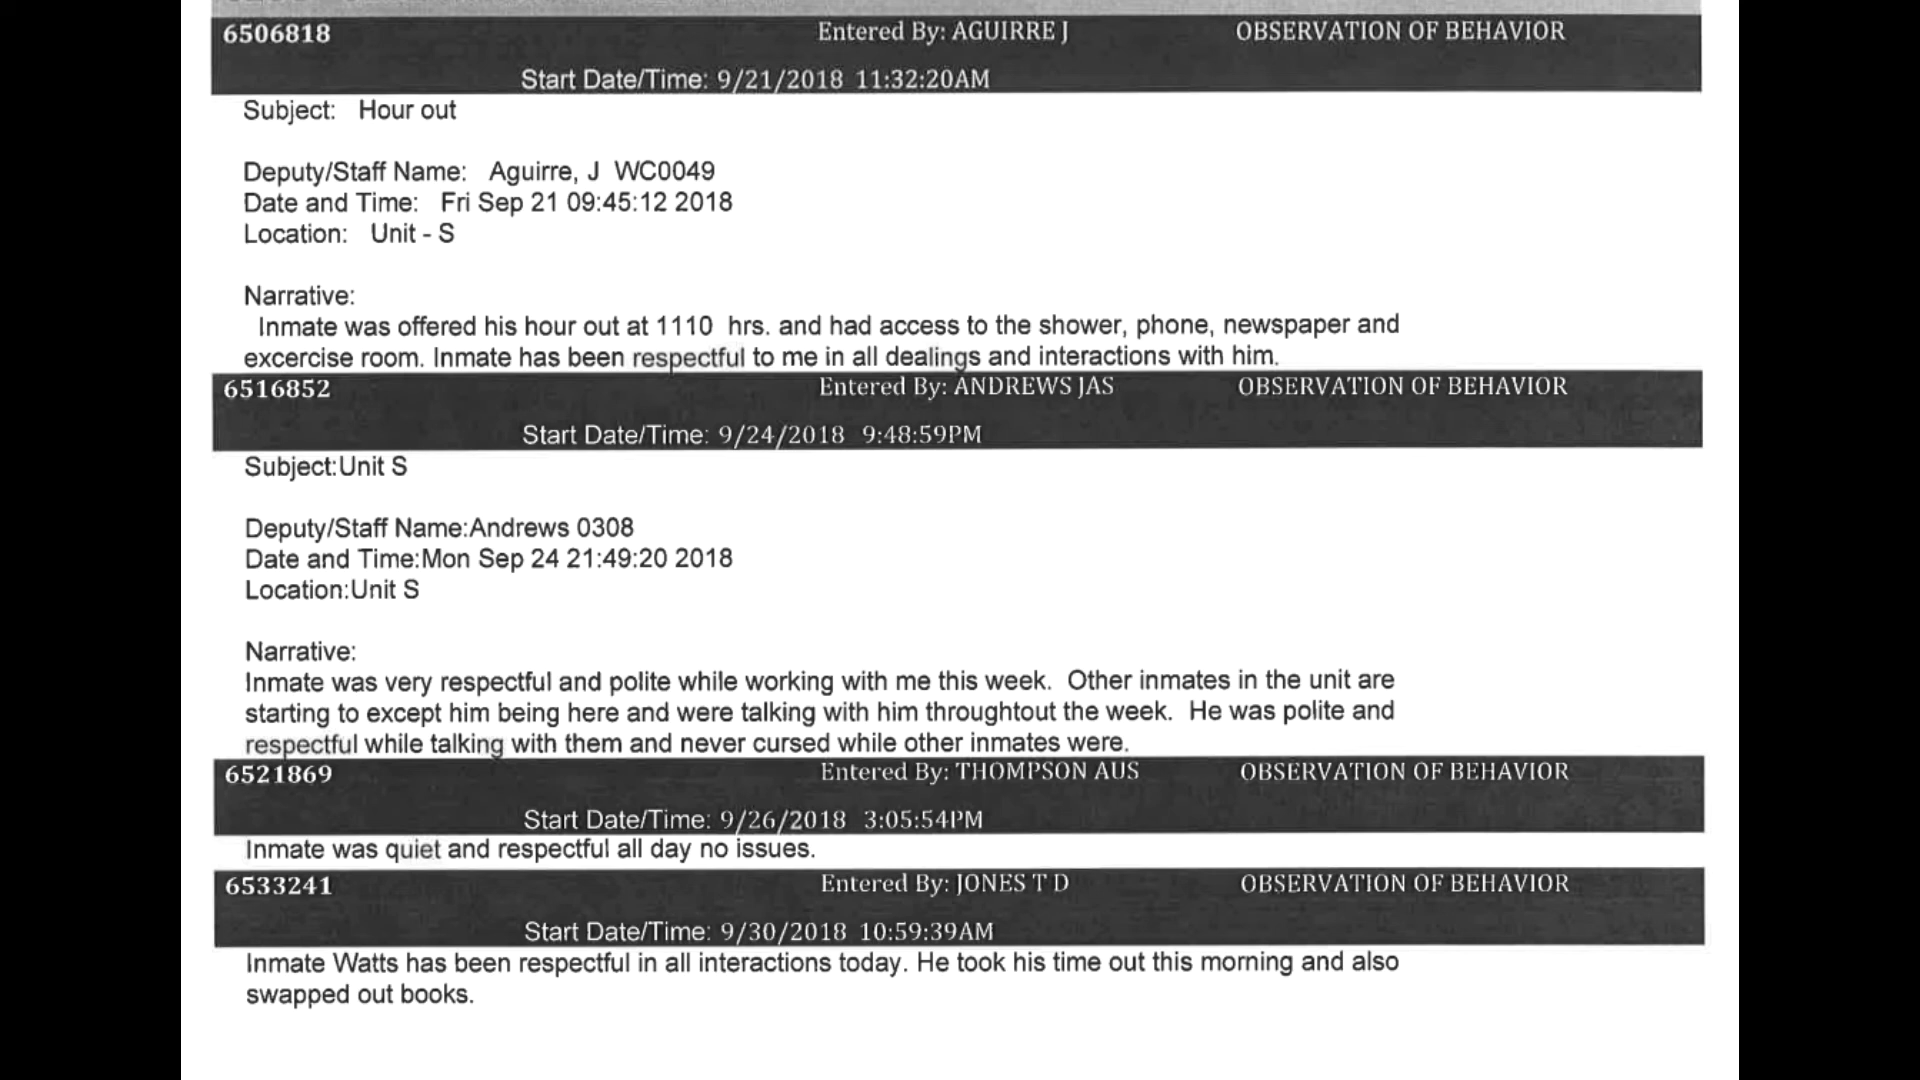 6506818 Entered By: AGUIRRE J OBSERVATION OF BEHAVIOR
Start Date/Time: 9/21/2018 11:32:20AM
Subject: Hour out
Deputy/Staff Name: Aguirre, J WC0049
Date and Time: Fri Sep 21 09:45:12 2018
Location: Unit - S
Narrative:
Inmate was offered his hour out at 1110 hrs. and had access to the shower, phone, newspaper and
excercise room. Inmate has been respectful to me in all dealings and interactions with him.
6516852 Entered By: ANDREWS JAS OBSERVATION OF BEHAVIOR
Start Date/Time: 9/24/2018 9:48:59PM
Subject:Unit S
Deputy/Staff Name:Andrews 0308
Date and Time:Mon Sep 24 21:49:20 2018
Location:Unit S
Narrative:
Inmate was very respectful and polite while working with me this week. Other inmates in the unit are
starting to except him being here and were talking with him throughtout the week. He was polite and
respectful while talking with them and never cursed while other inmates were.
6521869 Entered By: THOMPSON AUS OBSERVATION OF BEHAVIOR
Start Date/Time: 9/26/2018 3:05:54PM
Inmate was quiet and respectful all day no issues.
6533241 Entered By: JONES T D OBSERVATION OF BEHAVIOR
Start Date/Time: 9/30/2018 10:59:39AM
Inmate Watts has been respectful in all interactions today. He took his time out this morning and also
swapped out books.